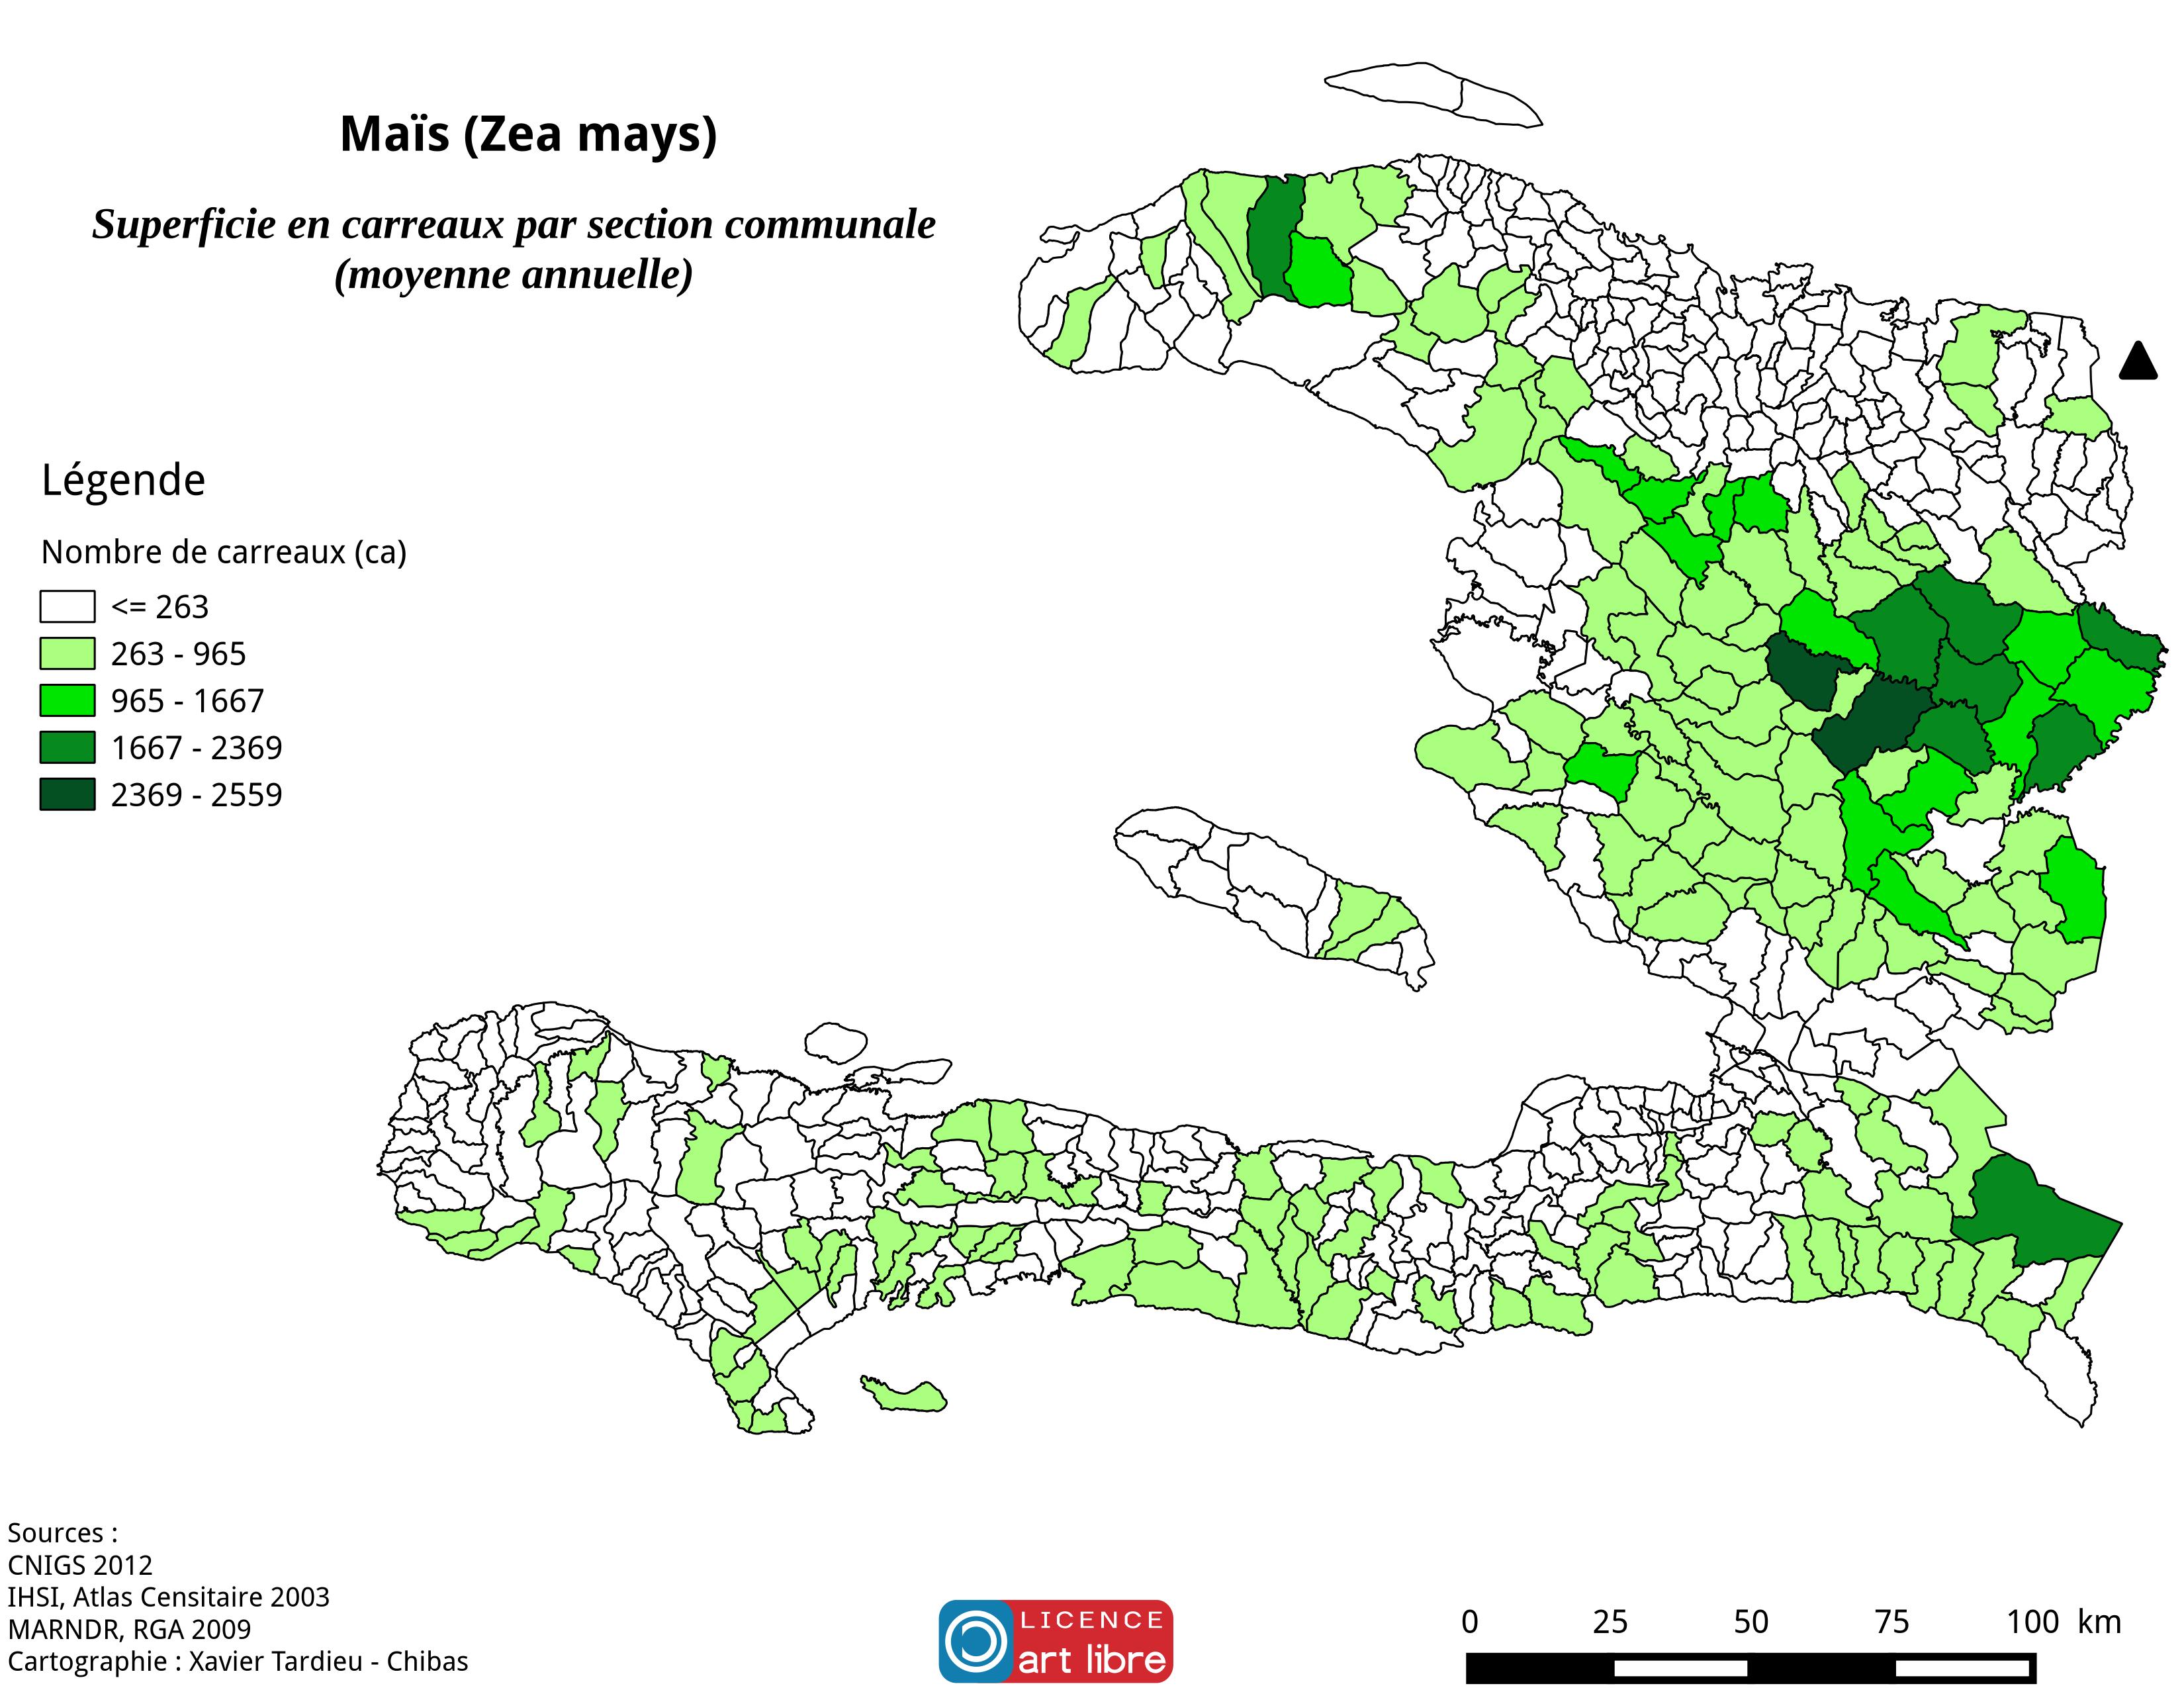 Maïs (Zea mays)
Superficie en carreaux par section communale
(moyenne annuelle)
Légende
Nombre de carreaux (ca)
<= 263
263 - 965
965 - 1667
1667 - 2369
2369 - 2559
Sources :
CNIGS 2012
IHSI, Atlas Censitaire 2003
MARNDR, RGA 2009
Cartographie : Xavier Tardieu - Chibas
LICENCE
art libre
0 25 50 75 100 km